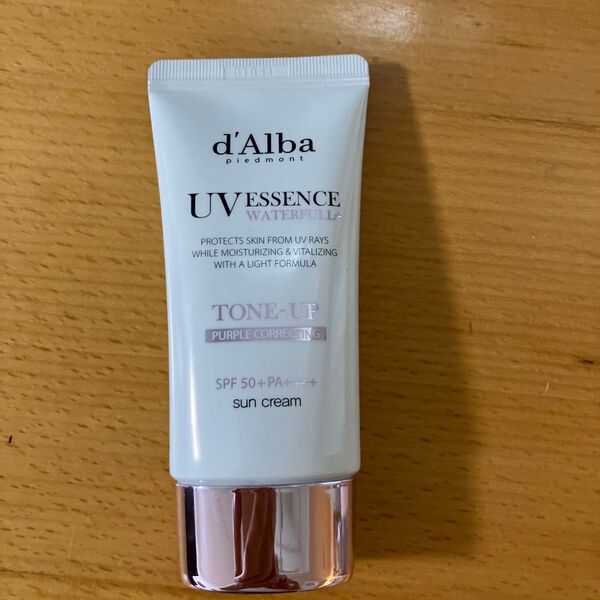 d'Alba
piedmont
UV ESSENCE
WATERFULL
PROTECTS SKIN FROM UV RAYS
WHILE MOISTURIZING & VITALIZING
WITH A LIGHT FORMULA
TONE-UP
PURPLE CORRECTING
SPF 50+ PA++++
sun cream